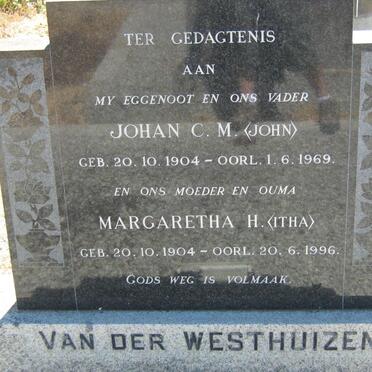 TER GEDAGTENIS
AAN
MY EGGENOOT EN ONS VADER
JOHAN C. M. <JOHN>
GEB. 20. 10. 1904 – OORL. 1. 6. 1969.
EN ONS MOEDER EN OUMA
MARGARETHA H. <ITHA>
GEB. 20. 10. 1904 – OORL. 20. 6. 1996.
GODS WEG IS VOLMAAK.
VAN DER WESTHUIZEN